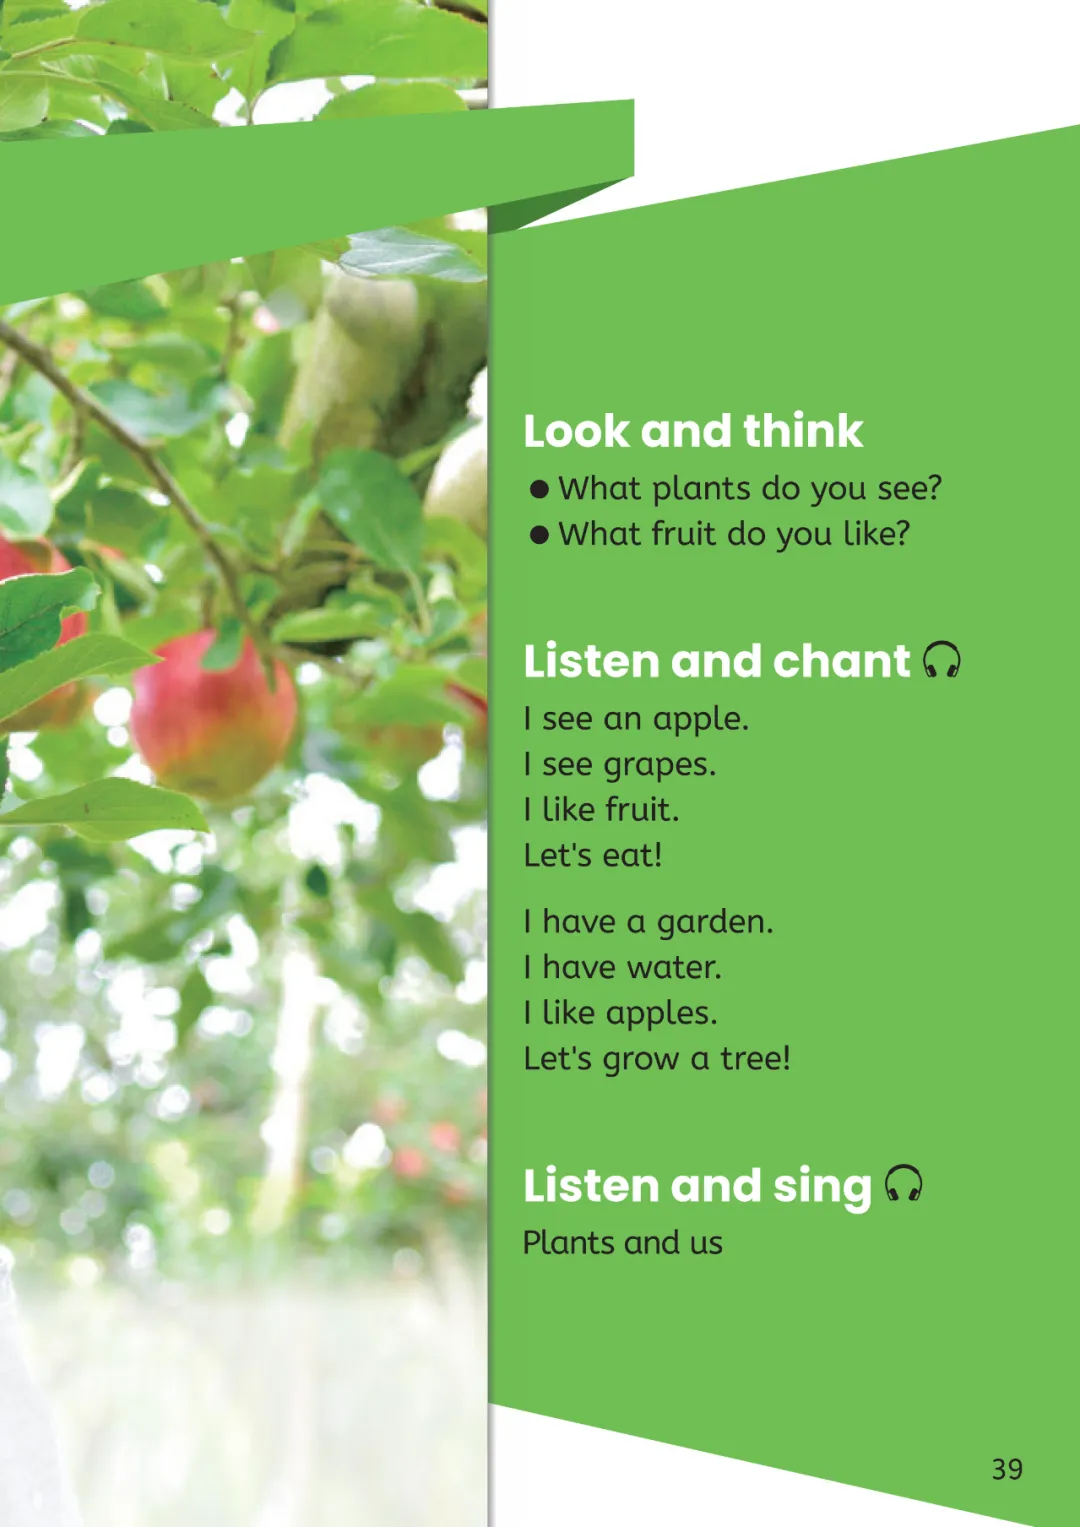 Look and think
● What plants do you see?
● What fruit do you like?
Listen and chant
I see an apple.
I see grapes.
I like fruit.
Let's eat!
I have a garden.
I have water.
I like apples.
Let's grow a tree!
Listen and sing
Plants and us
39